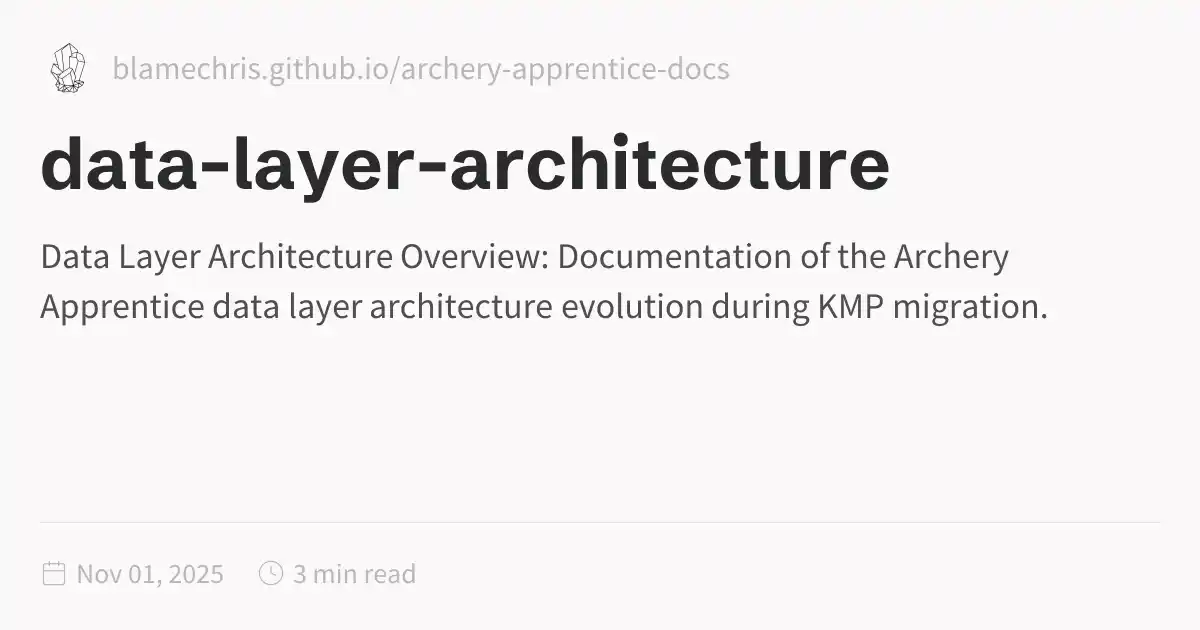 blamechris.github.io/archery-apprentice-docs
data-layer-architecture
Data Layer Architecture Overview: Documentation of the Archery
Apprentice data layer architecture evolution during KMP migration.
Nov 01, 2025
3 min read